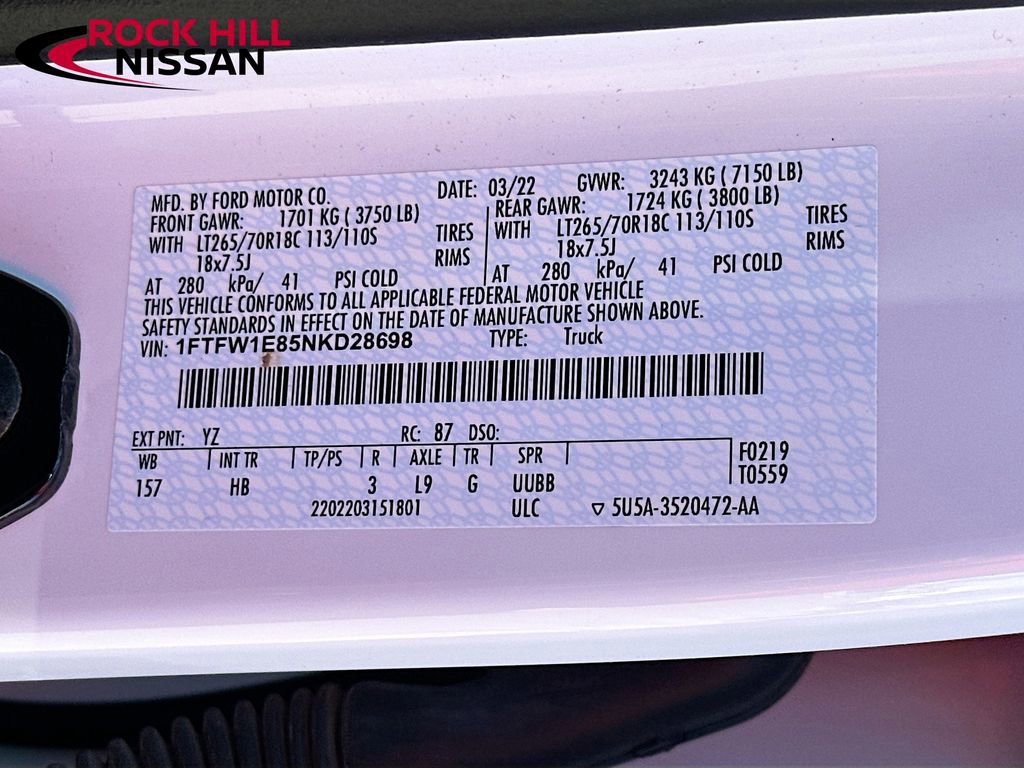 ROCK HILL
NISSAN
MFD. BY FORD MOTOR CO. DATE: 03/22 GVWR: 3243 KG ( 7150 LB)
FRONT GAWR: 1701 KG ( 3750 LB) REAR GAWR: 1724 KG ( 3800 LB)
WITH LT265/70R18C 113/110S TIRES WITH LT265/70R18C 113/110S TIRES
18x7.5J RIMS 18x7.5J RIMS
AT 280 kPa/ 41 PSI COLD AT 280 kPa/ 41 PSI COLD
THIS VEHICLE CONFORMS TO ALL APPLICABLE FEDERAL MOTOR VEHICLE
SAFETY STANDARDS IN EFFECT ON THE DATE OF MANUFACTURE SHOWN ABOVE.
VIN: 1FTFW1E85NKD28698 TYPE: Truck
EXT PNT: YZ RC: 87 DSO:
WB INT TR TP/PS R AXLE TR SPR F0219
157 HB 3 L9 G UUBB T0559
2202203151801 ULC ▽ 5U5A-3520472-AA